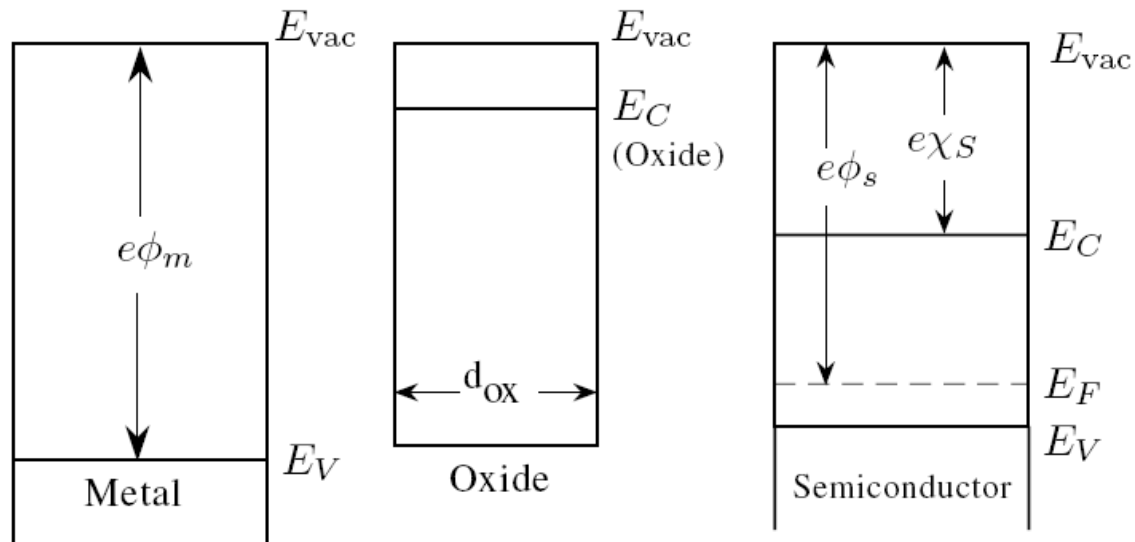 E_vac
eϕ_m
E_V
Metal
E_vac
E_C
(Oxide)
d_ox
Oxide
E_vac
eχ_S
eϕ_s
E_C
E_F
E_V
Semiconductor